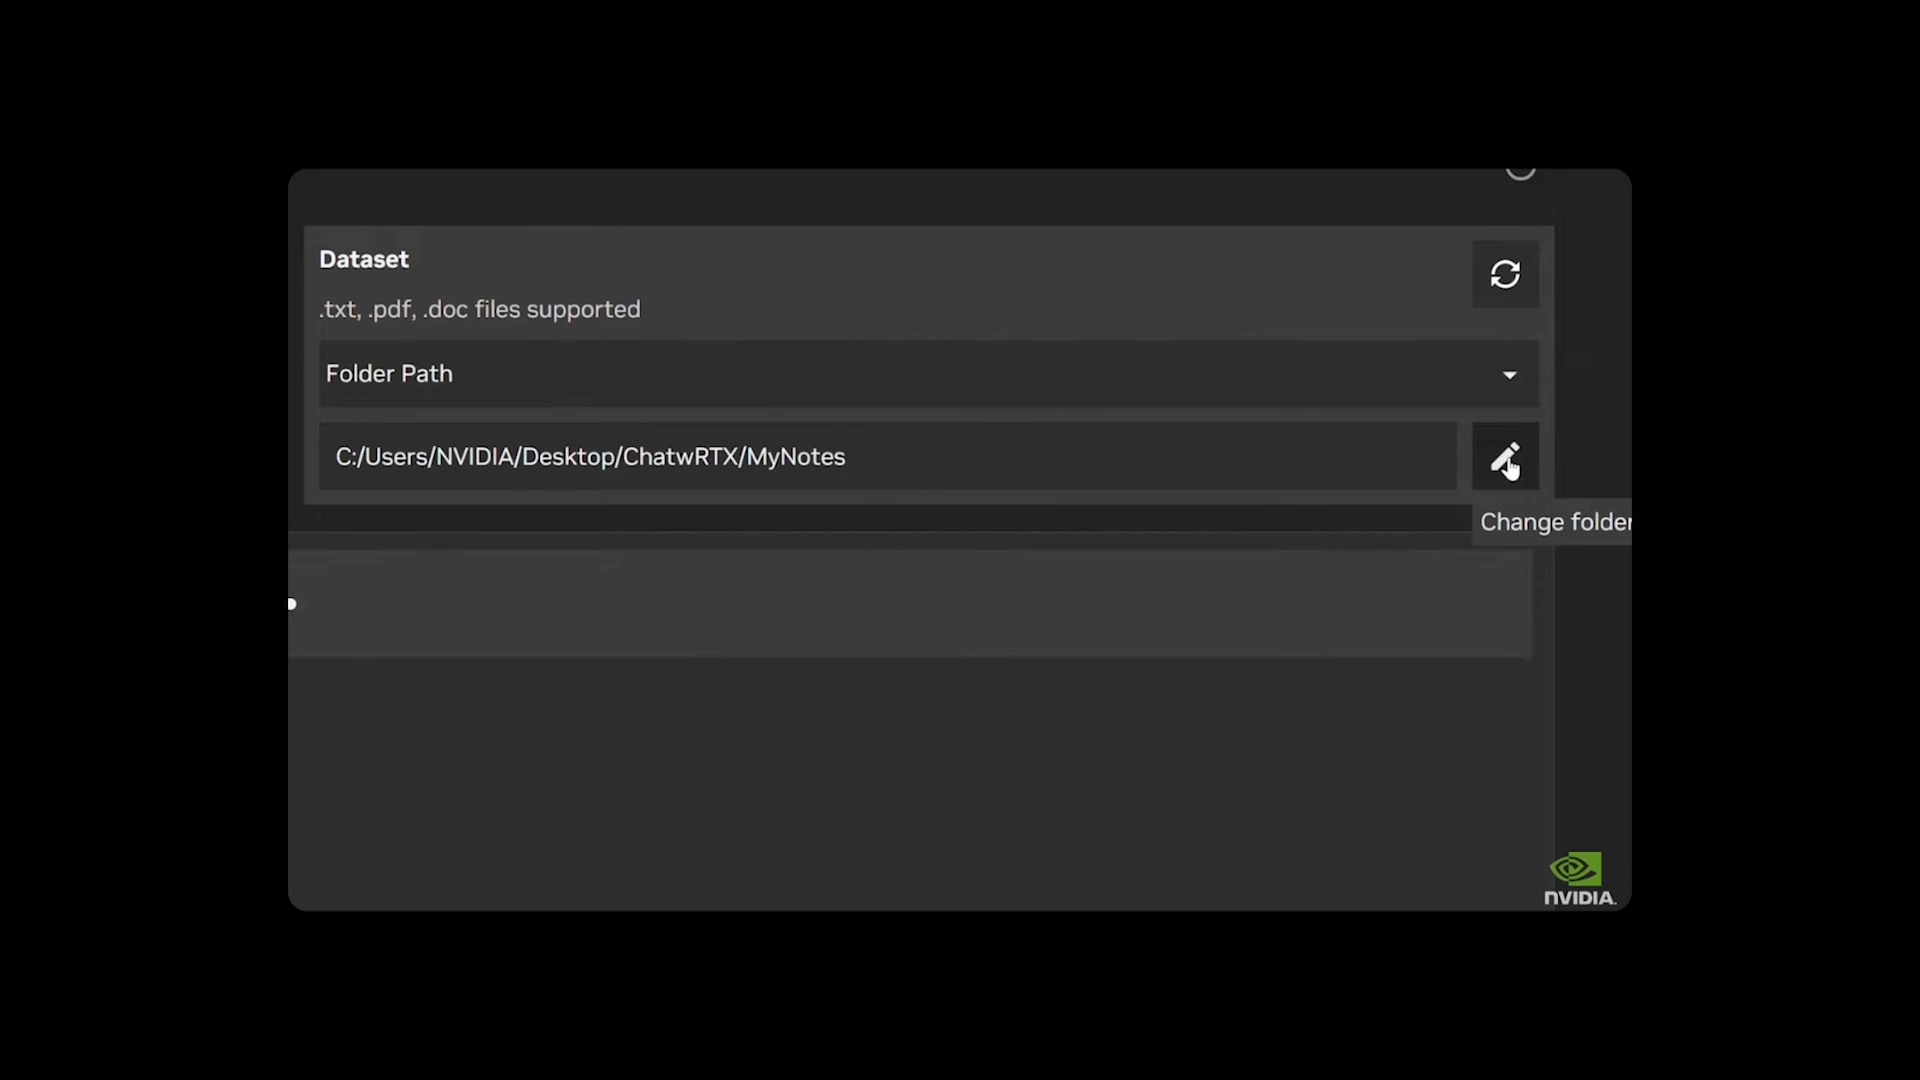 Dataset
.txt, .pdf, .doc files supported
Folder Path
C:/Users/NVIDIA/Desktop/ChatwRTX/MyNotes
Change folder
NVIDIA.